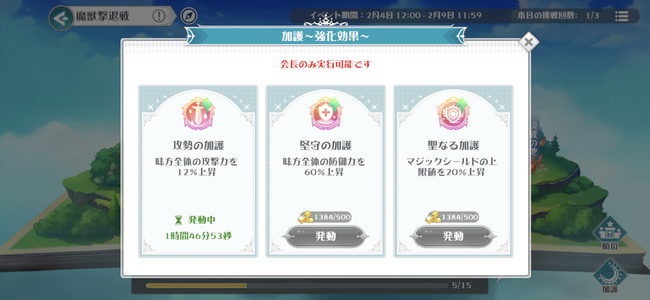 魔獣撃退戦
イベント期間：2月4日 12:00 - 2月9日 11:59
本日の挑戦回数： 1/3
加護～強化効果～
会長のみ実行可能です
攻勢の加護
味方全体の攻撃力を
12%上昇
発動中
1時間46分53秒
堅守の加護
味方全体の防御力を
60%上昇
1384/500
発動
聖なる加護
マジックシールドの上
限値を20%上昇
1384/500
発動
5/15
順位
加護